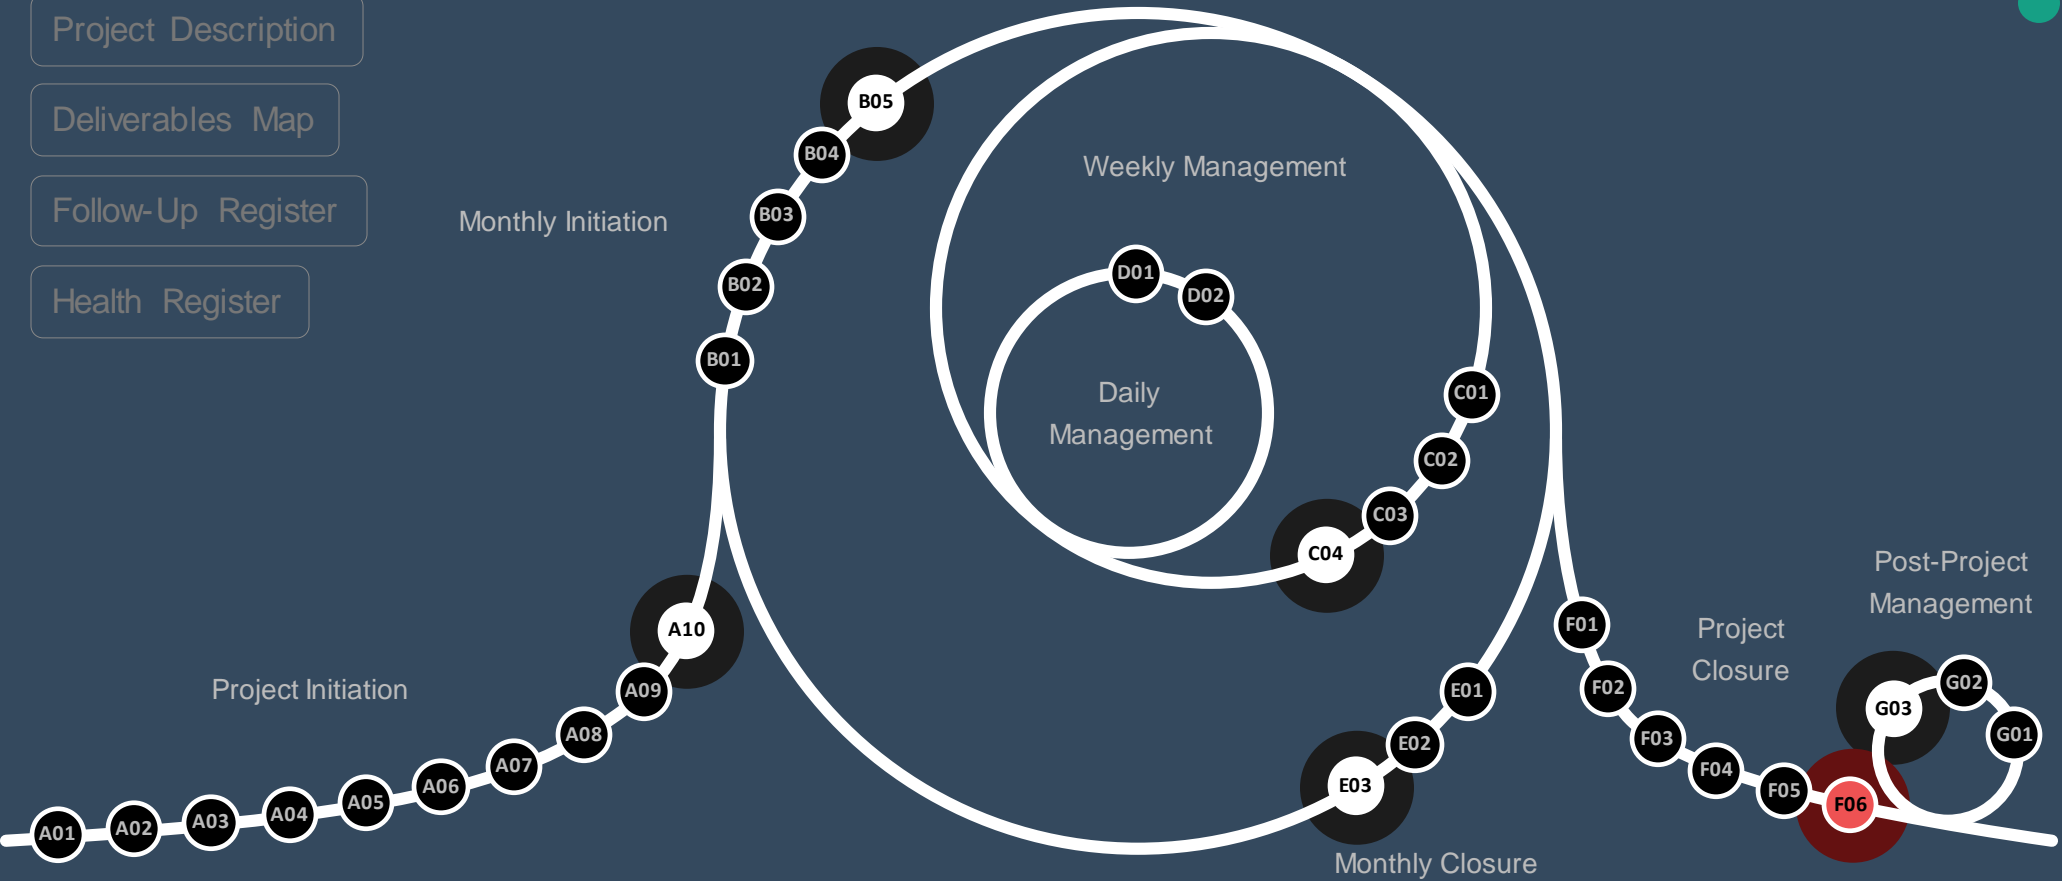 Project Description
Deliverables Map
Follow-Up Register
Health Register
Monthly Initiation
B05
B04
B03
B02
B01
Weekly Management
D01
D02
Daily
Management
C01
C02
C03
C04
Project Initiation
A01
A02
A03
A04
A05
A06
A07
A08
A09
A10
E01
E02
E03
Monthly Closure
F01
F02
F03
F04
F05
F06
Project
Closure
Post-Project
Management
G03
G02
G01